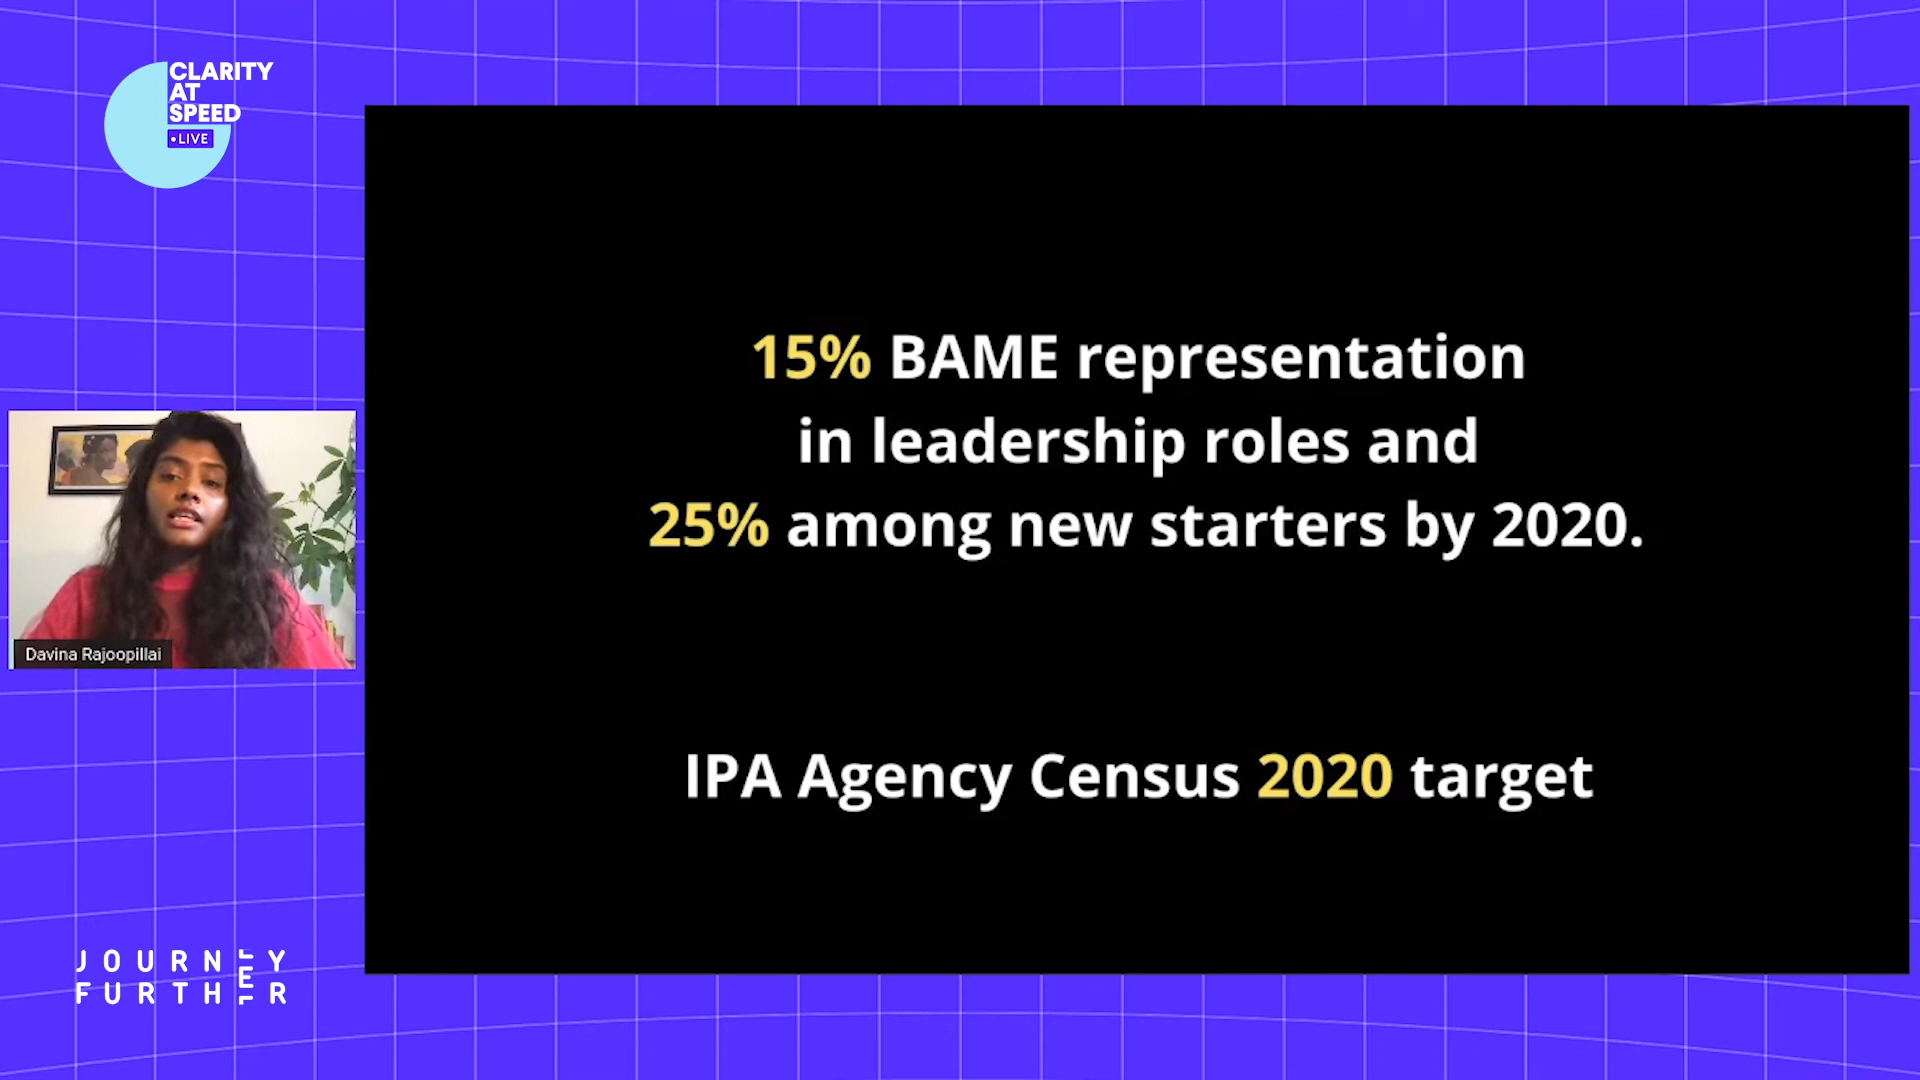 CLARITY
AT
SPEED
•LIVE
15% BAME representation
in leadership roles and
25% among new starters by 2020.
IPA Agency Census 2020 target
Davina Rajoopillai
JOURNEY
FURTHER